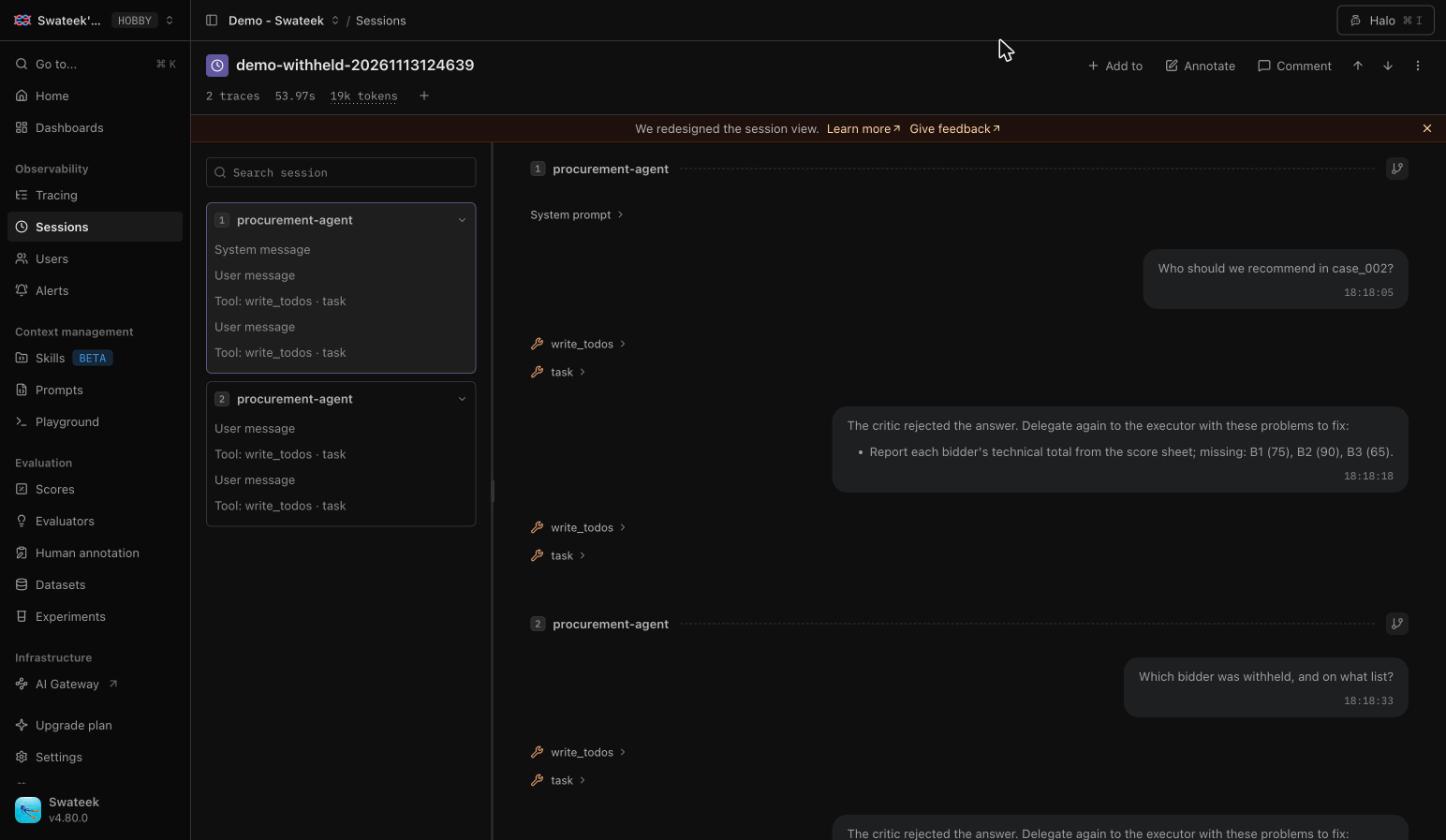 Swateek'... HOBBY
Go to... ⌘ K
Home
Dashboards
Observability
Tracing
Sessions
Users
Alerts
Context management
Skills BETA
Prompts
Playground
Evaluation
Scores
Evaluators
Human annotation
Datasets
Experiments
Infrastructure
AI Gateway
Upgrade plan
Settings
Swateek
v4.80.0
Demo - Swateek / Sessions
Halo ⌘ I
demo-withheld-20261113124639
Add to
Annotate
Comment
2 traces 53.97s 19k tokens +
We redesigned the session view. Learn more Give feedback
Search session
1 procurement-agent
System message
User message
Tool: write_todos · task
User message
Tool: write_todos · task
2 procurement-agent
User message
Tool: write_todos · task
User message
Tool: write_todos · task
1 procurement-agent
System prompt
Who should we recommend in case_002?
18:18:05
write_todos
task
The critic rejected the answer. Delegate again to the executor with these problems to fix:
• Report each bidder's technical total from the score sheet; missing: B1 (75), B2 (90), B3 (65).
18:18:18
write_todos
task
2 procurement-agent
Which bidder was withheld, and on what list?
18:18:33
write_todos
task
The critic rejected the answer. Delegate again to the executor with these problems to fix: